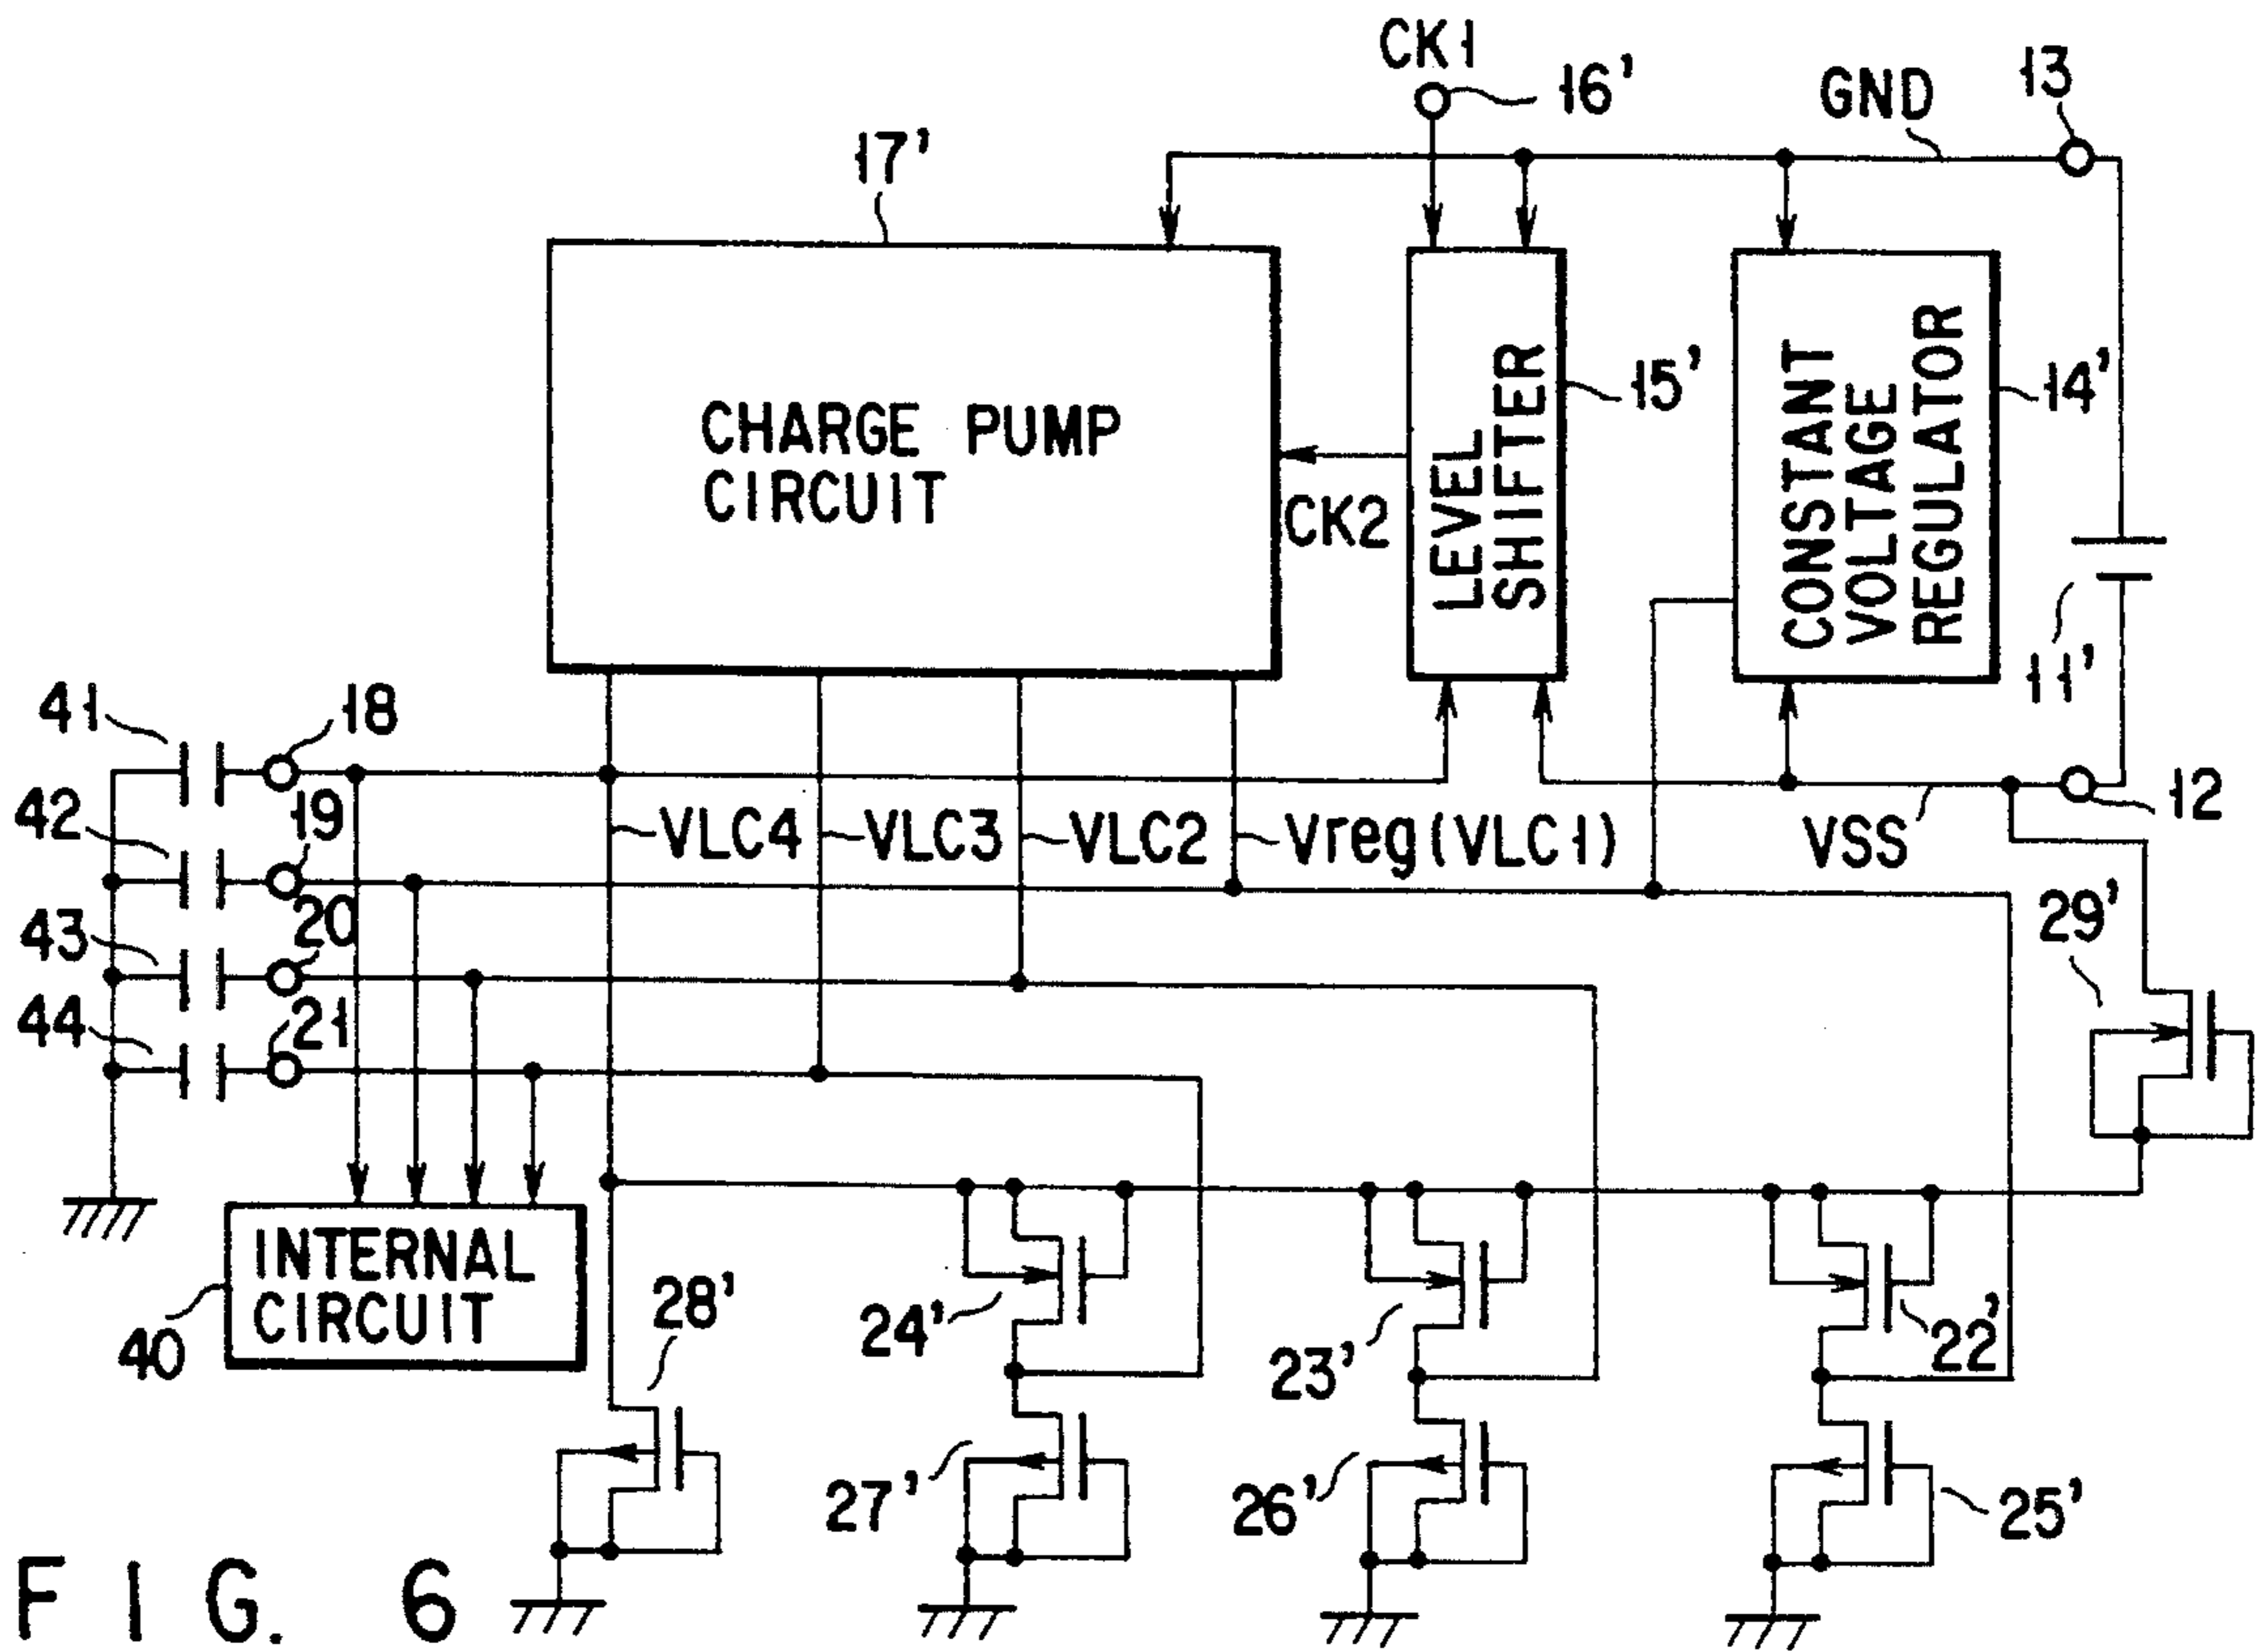 CK1
16'
GND
13
17'
CHARGE PUMP
CIRCUIT
CK2
LEVEL
SHIFTER
15'
CONSTANT
VOLTAGE
REGULATOR
14'
11'
41
18
42
19
VLC4
VLC3
VLC2
Vreg(VLC1)
VSS
12
43
20
29'
44
21
INTERNAL
CIRCUIT
40
28'
24'
23'
22'
27'
26'
25'
FIG. 6